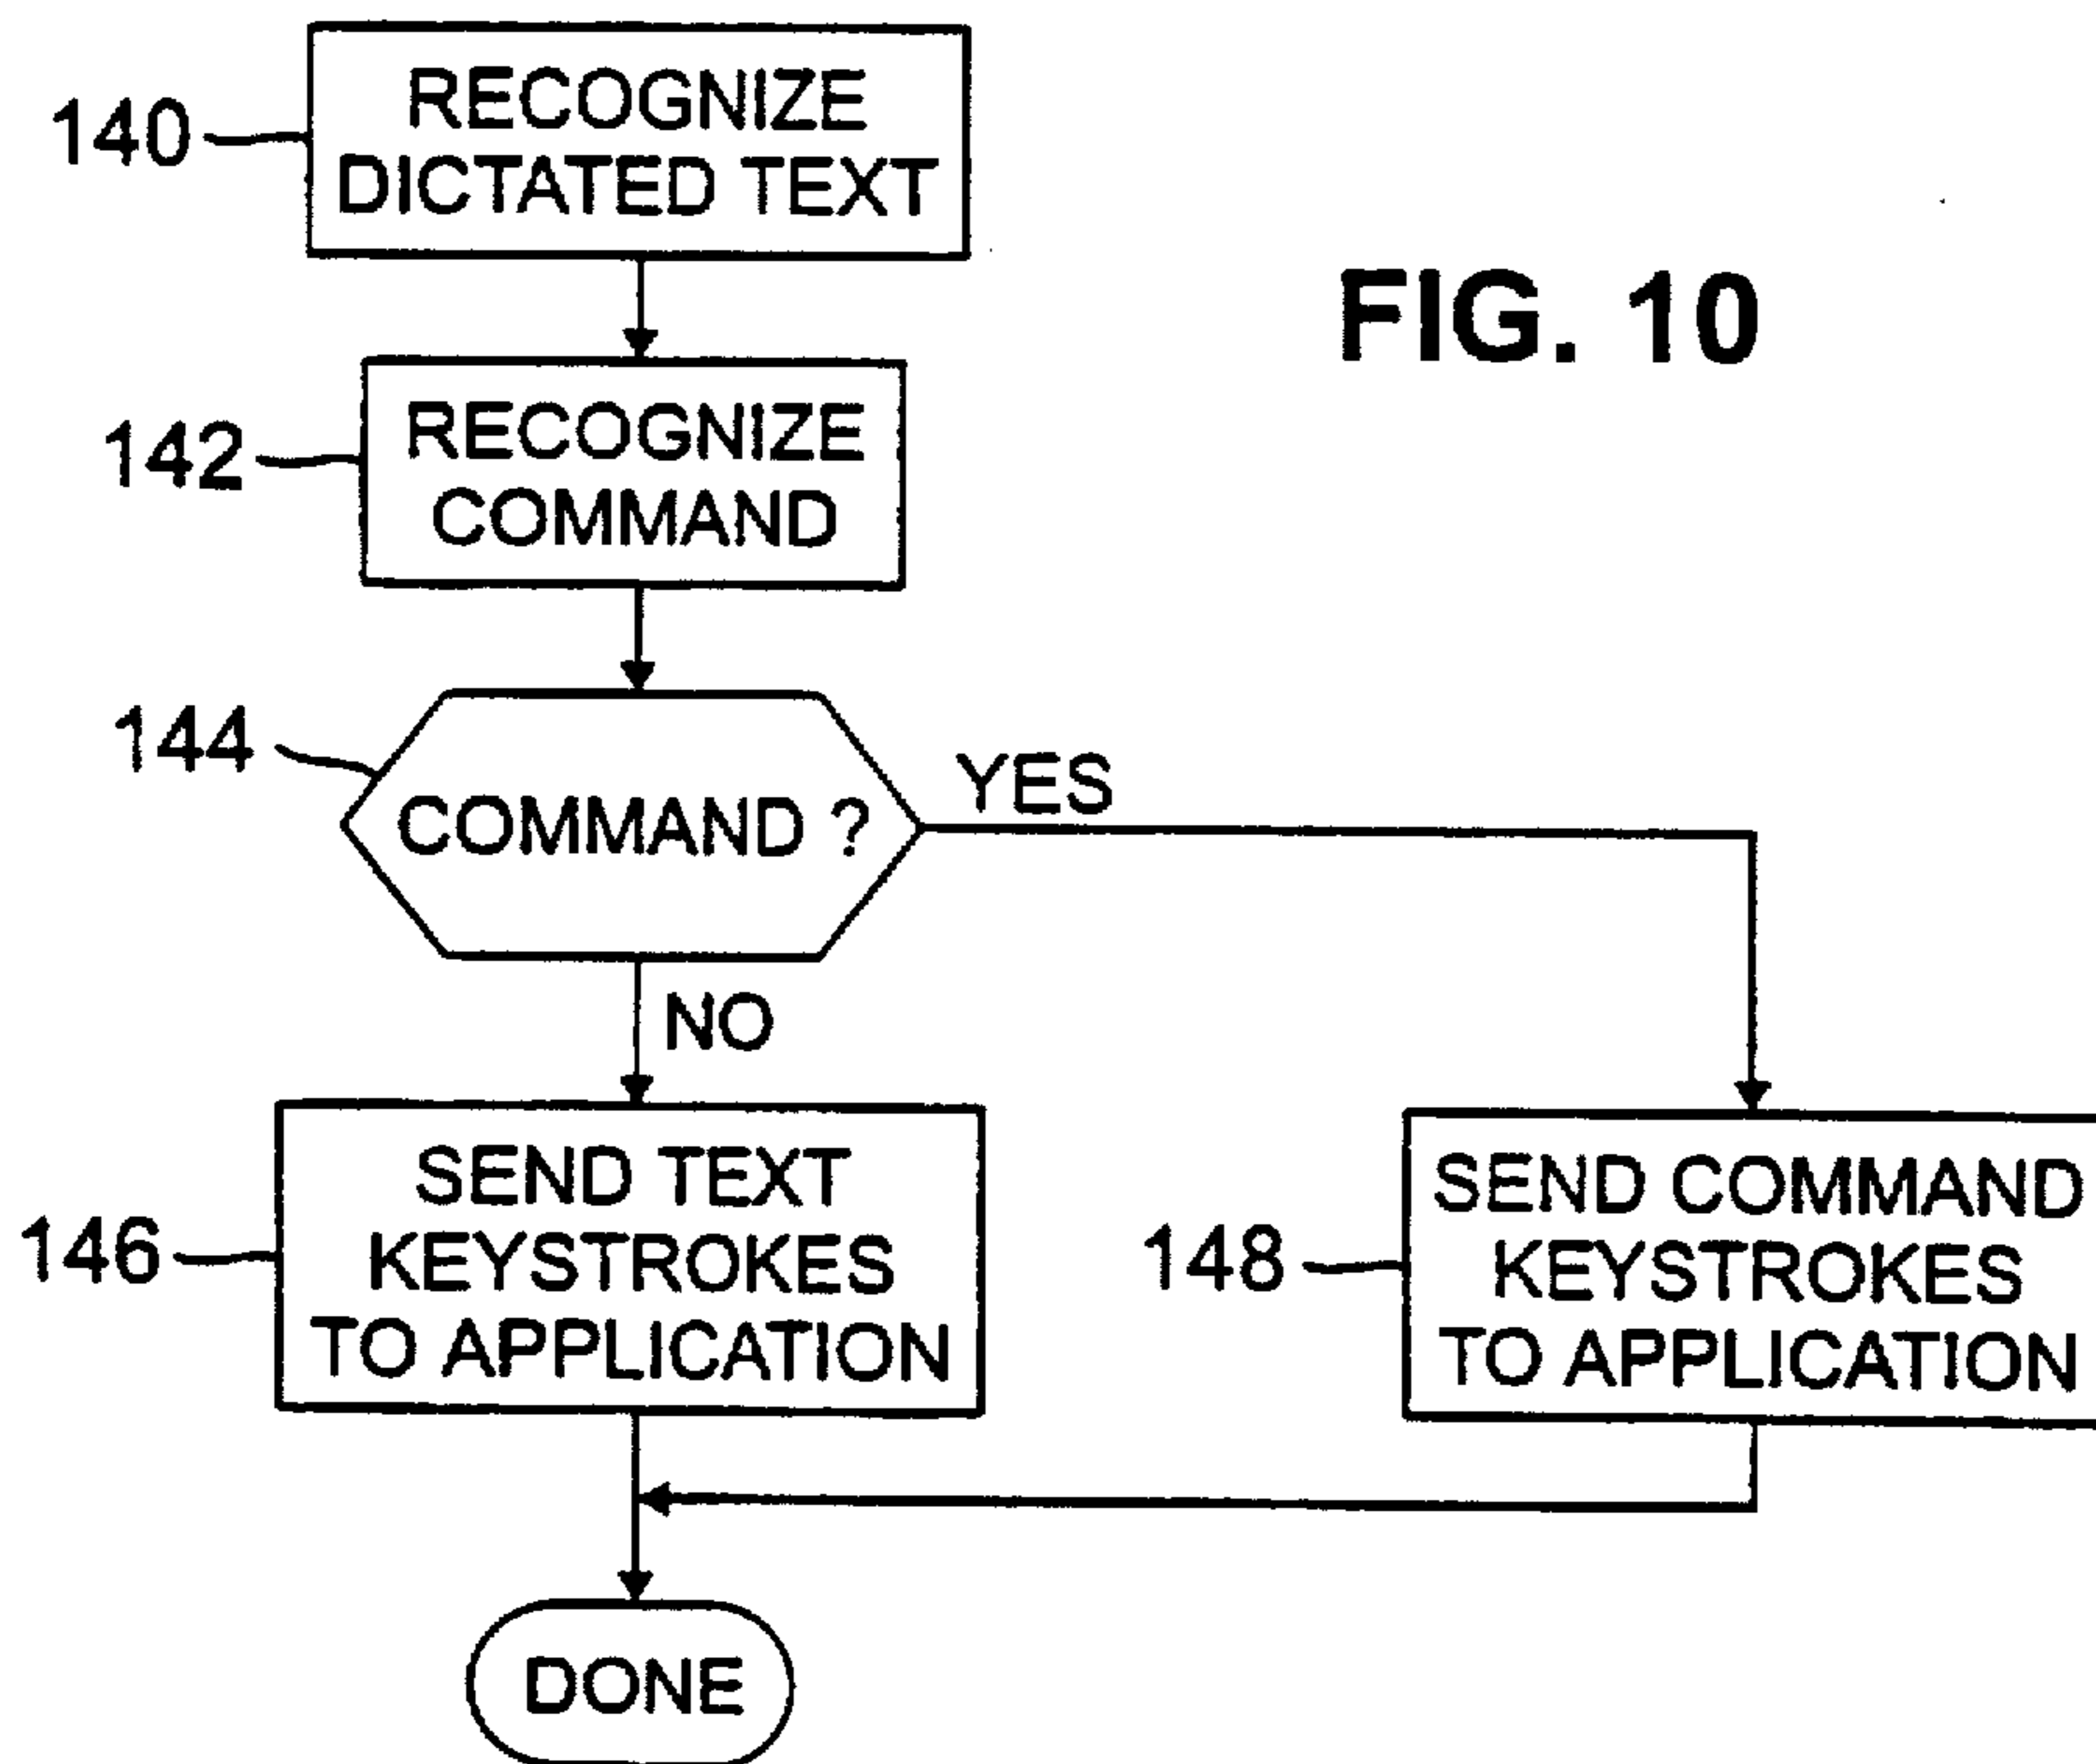 140
RECOGNIZE
DICTATED TEXT
FIG. 10
142
RECOGNIZE
COMMAND
144
COMMAND ?
YES
NO
146
SEND TEXT
KEYSTROKES
TO APPLICATION
148
SEND COMMAND
KEYSTROKES
TO APPLICATION
DONE